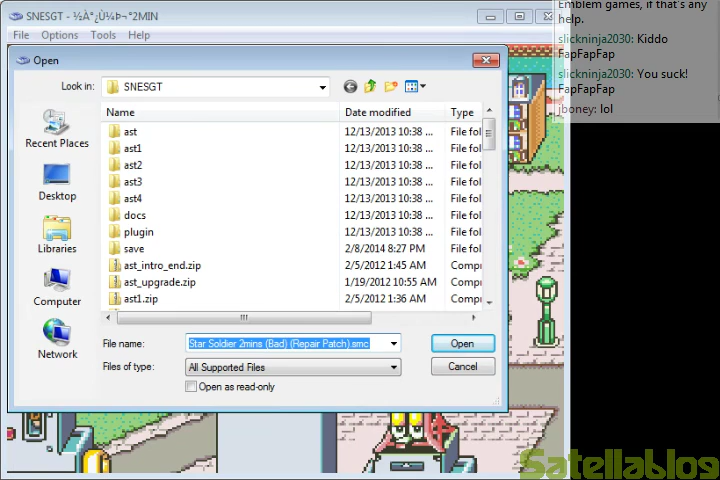 SNESGT - ½À°¿Ù¼Þ¬°2MIN
File Options Tools Help
Open
Look in: SNESGT
Name Date modified Type
ast 12/13/2013 10:38 ... File fol
ast1 12/13/2013 10:38 ... File fol
ast2 12/13/2013 10:38 ... File fol
ast3 12/13/2013 10:38 ... File fol
ast4 12/13/2013 10:38 ... File fol
docs 12/13/2013 10:38 ... File fol
plugin 12/13/2013 10:38 ... File fol
save 2/8/2014 8:27 PM File fol
ast_intro_end.zip 2/5/2012 1:45 AM Compr
ast_upgrade.zip 1/19/2012 10:55 AM Compr
ast1.zip 2/5/2012 1:36 AM Compr
Recent Places
Desktop
Libraries
Computer
Network
File name: Star Soldier 2mins (Bad) (Repair Patch).smc Open
Files of type: All Supported Files Cancel
Open as read-only
Emblem games, if that's any
help.
slickninja2030: Kiddo
FapFapFap
slickninja2030: You suck!
FapFapFap
jboney: lol
Satellablog